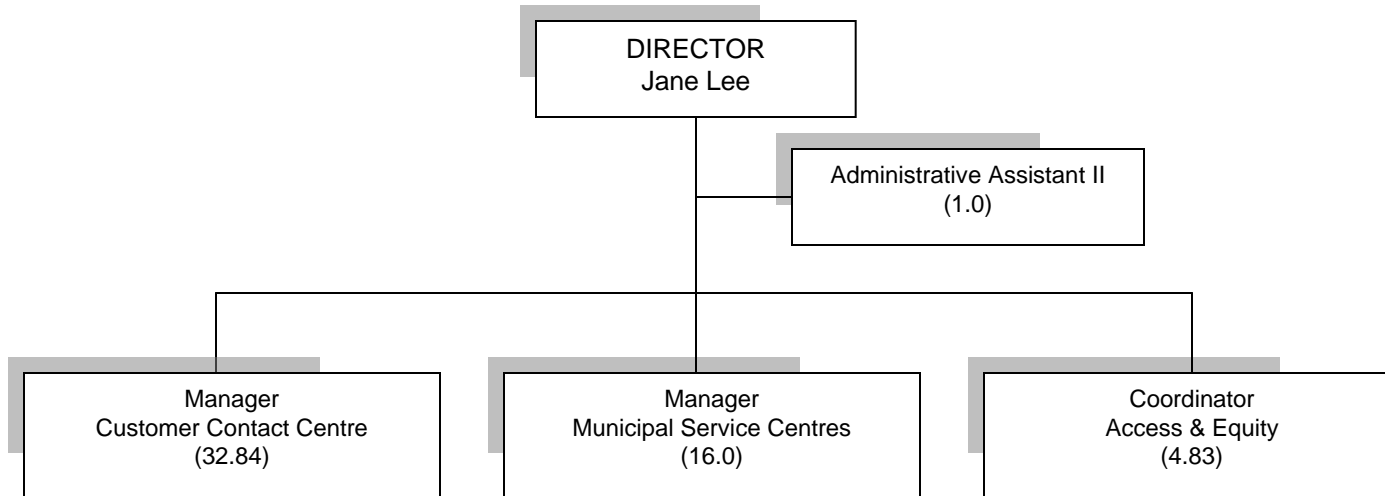 DIRECTOR
Jane Lee
Administrative Assistant II
(1.0)
Manager
Customer Contact Centre
(32.84)
Manager
Municipal Service Centres
(16.0)
Coordinator
Access & Equity
(4.83)